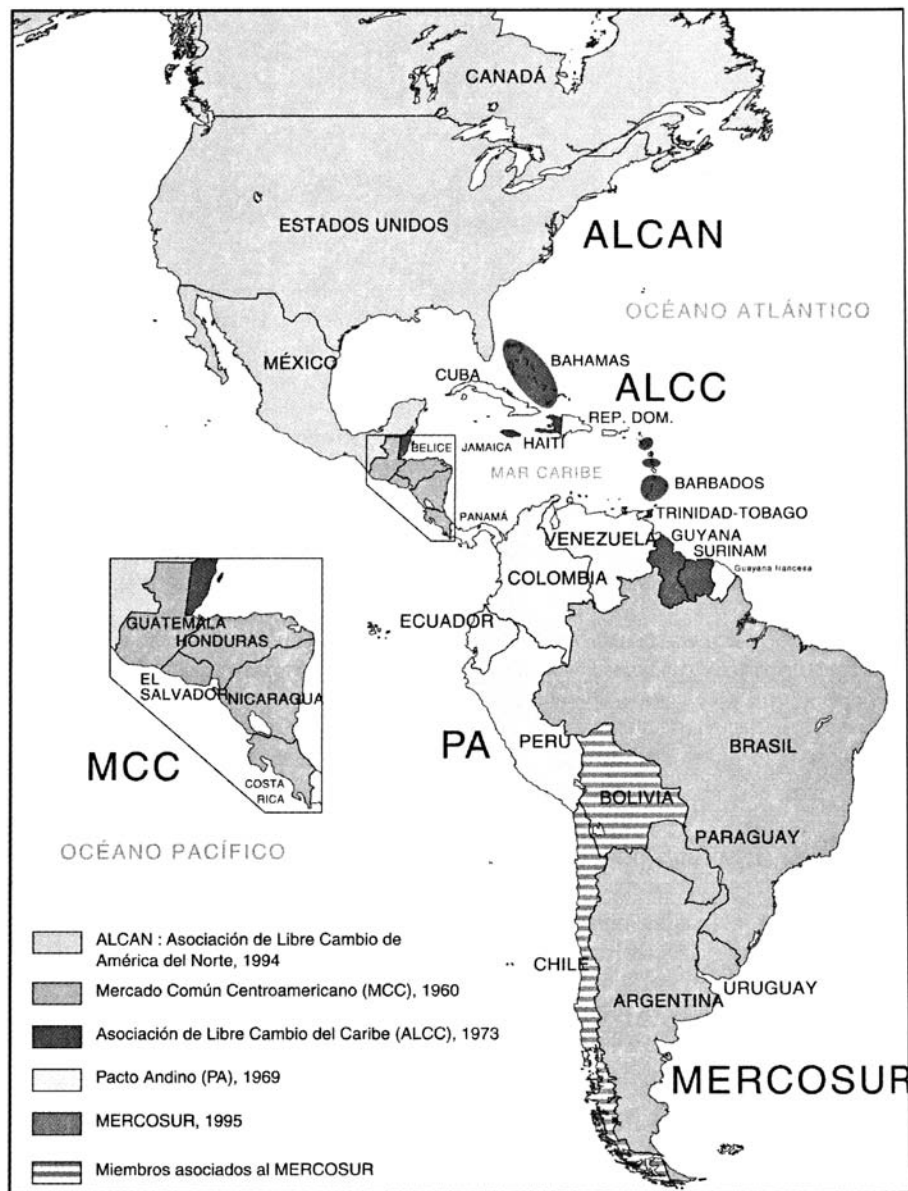 CANADÁ
ESTADOS UNIDOS
ALCAN
OCÉANO ATLÁNTICO
MÉXICO
BAHAMAS
CUBA
ALCC
REP. DOM.
BELICE
JAMAICA
HAITÍ
MAR CARIBE
BARBADOS
PANAMÁ
TRINIDAD-TOBAGO
VENEZUELA
GUYANA
SURINAM
Guayana francesa
COLOMBIA
ECUADOR
GUATEMALA
HONDURAS
EL
SALVADOR
NICARAGUA
PA
PERÚ
BRASIL
MCC
COSTA
RICA
BOLIVIA
PARAGUAY
OCÉANO PACÍFICO
CHILE
URUGUAY
ARGENTINA
MERCOSUR
ALCAN : Asociación de Libre Cambio de
América del Norte, 1994
Mercado Común Centroamericano (MCC), 1960
Asociación de Libre Cambio del Caribe (ALCC), 1973
Pacto Andino (PA), 1969
MERCOSUR, 1995
Miembros asociados al MERCOSUR